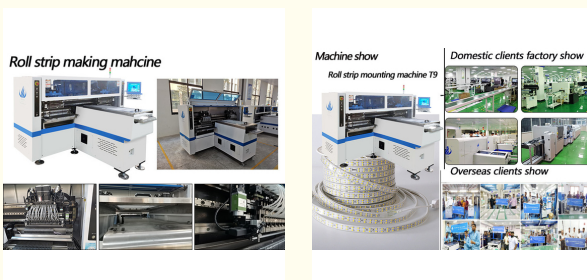 Roll strip making mahcine
Machine show
Roll strip mounting machine T9
Domestic clients factory show
Overseas clients show